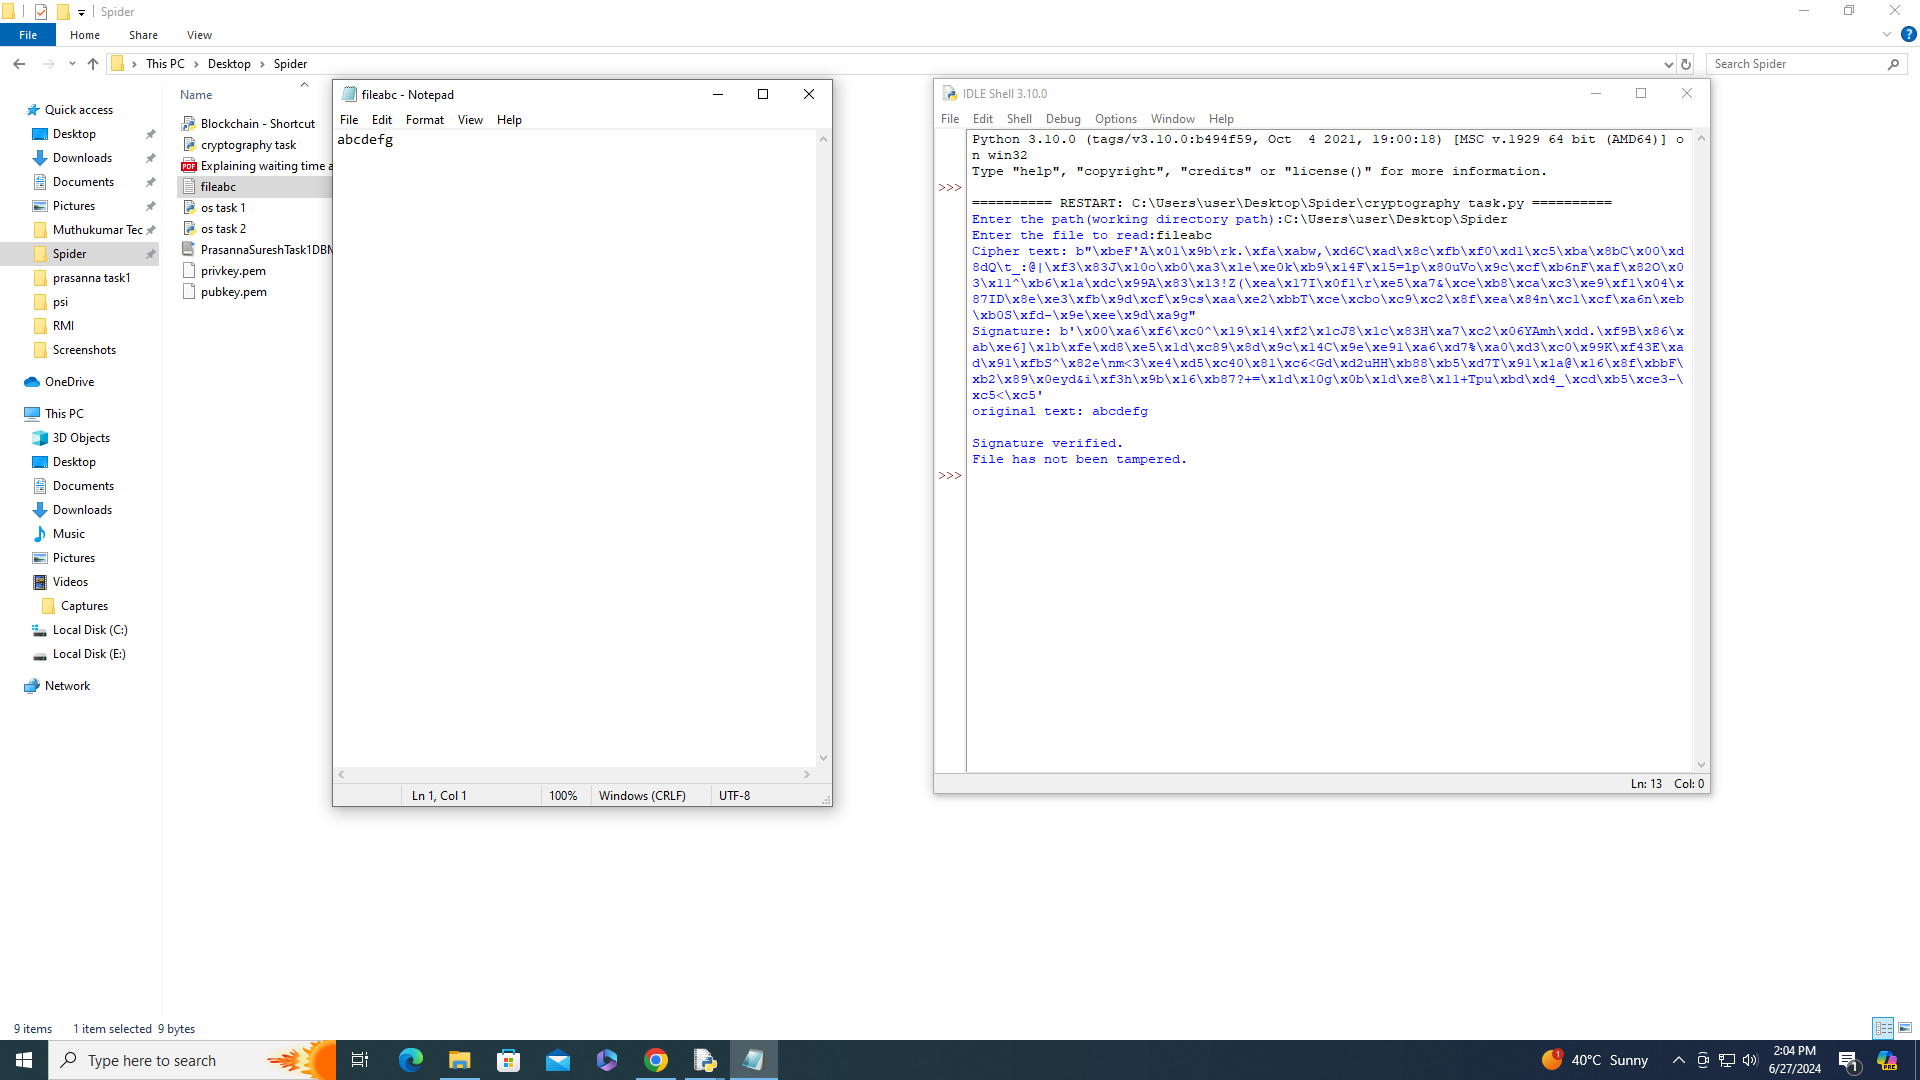 Spider
File Home Share View
This PC Desktop Spider
Search Spider
Quick access
Desktop
Downloads
Documents
Pictures
Muthukumar Tec
Spider
prasanna task1
psi
RMI
Screenshots
OneDrive
This PC
3D Objects
Desktop
Documents
Downloads
Music
Pictures
Videos
Captures
Local Disk (C:)
Local Disk (E:)
Network
Name
Blockchain - Shortcut
cryptography task
PDF Explaining waiting time a
fileabc
os task 1
os task 2
PrasannaSureshTask1DBN
privkey.pem
pubkey.pem
fileabc - Notepad
File Edit Format View Help
abcdefg
Ln 1, Col 1 100% Windows (CRLF) UTF-8
IDLE Shell 3.10.0
File Edit Shell Debug Options Window Help
Python 3.10.0 (tags/v3.10.0:b494f59, Oct  4 2021, 19:00:18) [MSC v.1929 64 bit (AMD64)] o
n win32
Type "help", "copyright", "credits" or "license()" for more information.
>>>
========== RESTART: C:\Users\user\Desktop\Spider\cryptography task.py ==========
Enter the path(working directory path):C:\Users\user\Desktop\Spider
Enter the file to read:fileabc
Cipher text: b"\xbeF'A\x01\x9b\rk.\xfa\xabw,\xd6C\xad\x8c\xfb\xf0\xd1\xc5\xba\x8bC\x00\xd
8dQ\t_:@|\xf3\x83J\x10o\xb0\xa3\x1e\xe0k\xb9\x14F\x15=lp\x80uVo\x9c\xcf\xb6nF\xaf\x82O\x0
3\x11^\xb6\x1a\xdc\x99A\x83\x13!Z(\xea\x17I\x0f1\r\xe5\xa7&\xce\xb8\xca\xc3\xe9\xf1\x04\x
87ID\x8e\xe3\xfb\x9d\xcf\x9cs\xaa\xe2\xbbT\xce\xcbo\xc9\xc2\x8f\xea\x84n\xc1\xcf\xa6n\xeb
\xb0S\xfd-\x9e\xee\x9d\xa9g"
Signature: b'\x00\xa6\xf6\xc0^\x19\x14\xf2\x1cJ8\x1c\x83H\xa7\xc2\x06YAmh\xdd.\xf9B\x86\x
ab\xe6]\x1b\xfe\xd8\xe5\x1d\xc89\x8d\x9c\x14C\x9e\xe91\xa6\xd7%\xa0\xd3\xc0\x99K\xf43E\xa
d\x91\xfbS^\x82e\nm<3\xe4\xd5\xc40\x81\xc6<Gd\xd2uHH\xb88\xb5\xd7T\x91\x1a@\x16\x8f\xbbF\
xb2\x89\x0eyd&i\xf3h\x9b\x16\xb87?+=\x1d\x10g\x0b\x1d\xe8\x11+Tpu\xbd\xd4_\xcd\xb5\xce3-\
xc5<\xc5'
original text: abcdefg
Signature verified.
File has not been tampered.
>>>
Ln: 13 Col: 0
9 items 1 item selected 9 bytes
Type here to search
1 40°C Sunny
2:04 PM
6/27/2024
1
PRE